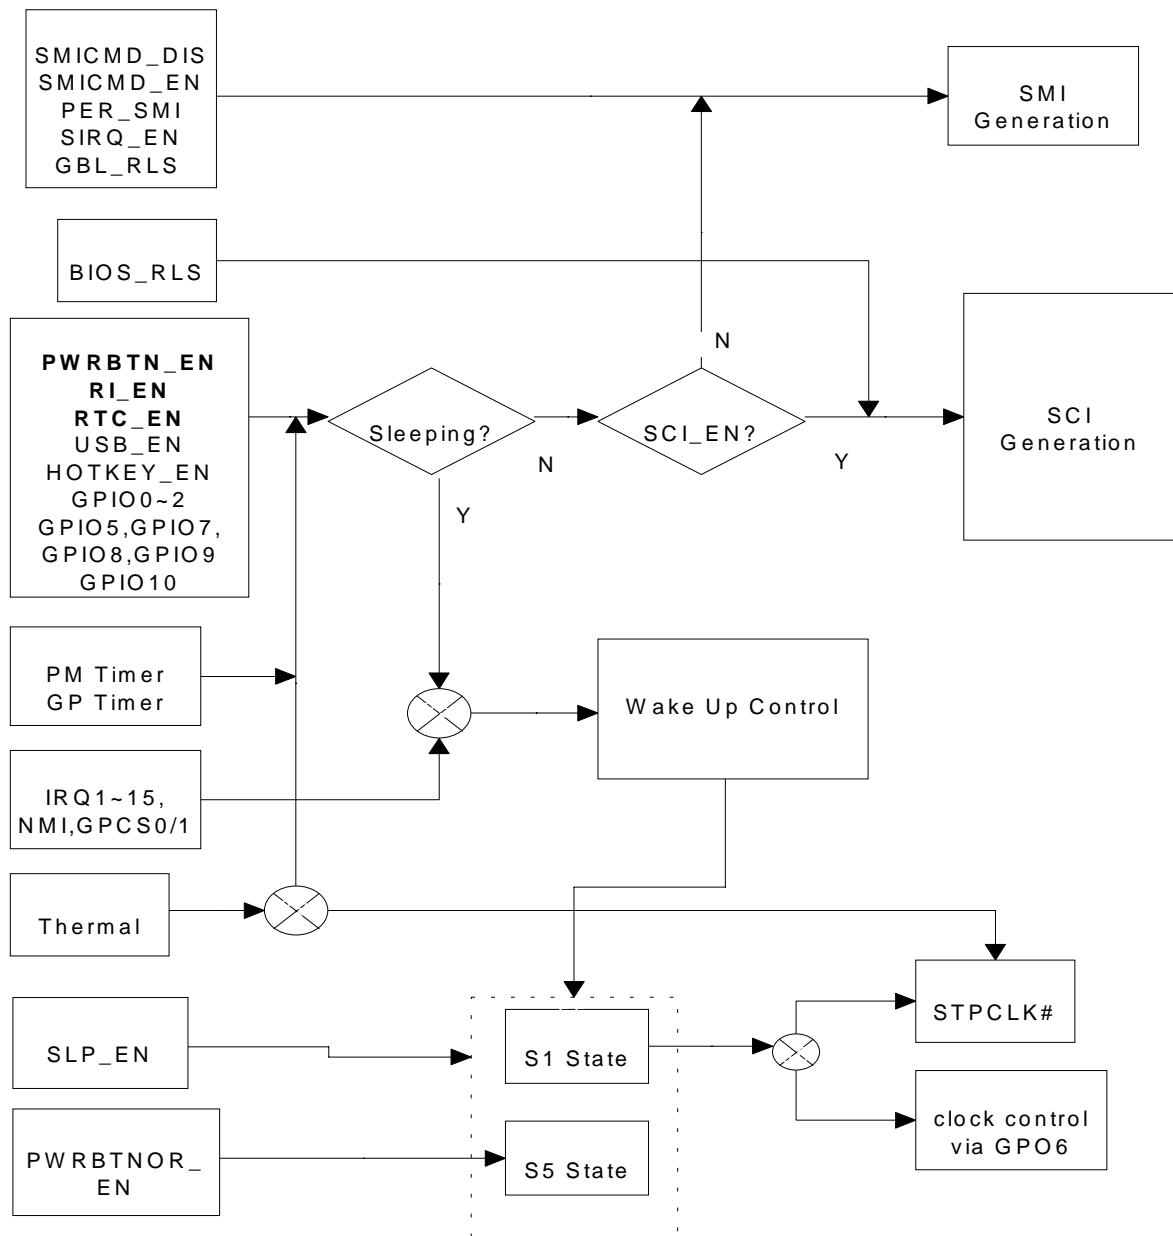 SMICMD_DIS
SMICMD_EN
PER_SMI
SIRQ_EN
GBL_RLS
SMI
Generation
BIOS_RLS
PWRBTN_EN
RI_EN
RTC_EN
USB_EN
HOTKEY_EN
GPIO0~2
GPIO5,GPIO7,
GPIO8,GPIO9
GPIO10
Sleeping?
N
Y
SCI_EN?
N
Y
SCI
Generation
PM Timer
GP Timer
Wake Up Control
IRQ1~15,
NMI,GPCS0/1
Thermal
SLP_EN
S1 State
STPCLK#
PWRBTNOR_
EN
S5 State
clock control
via GPO6